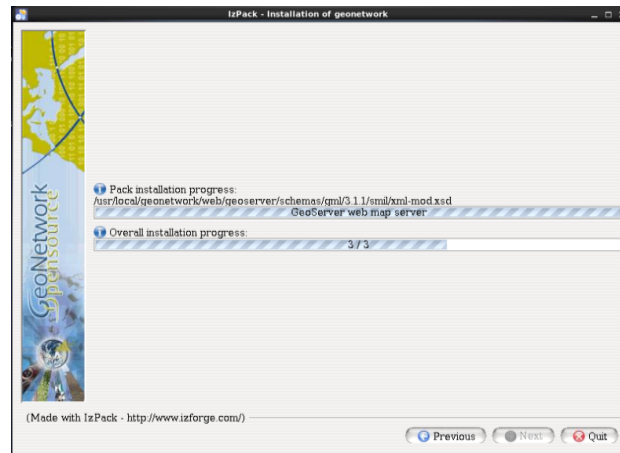 IzPack - Installation of geonetwork
GeoNetwork
Opensource
Pack installation progress:
/usr/local/geonetwork/web/geoserver/schemas/gml/3.1.1/smil/xml-mod.xsd
GeoServer web map server
Overall installation progress:
3 / 3
(Made with IzPack - http://www.izforge.com/)
Previous
Next
Quit